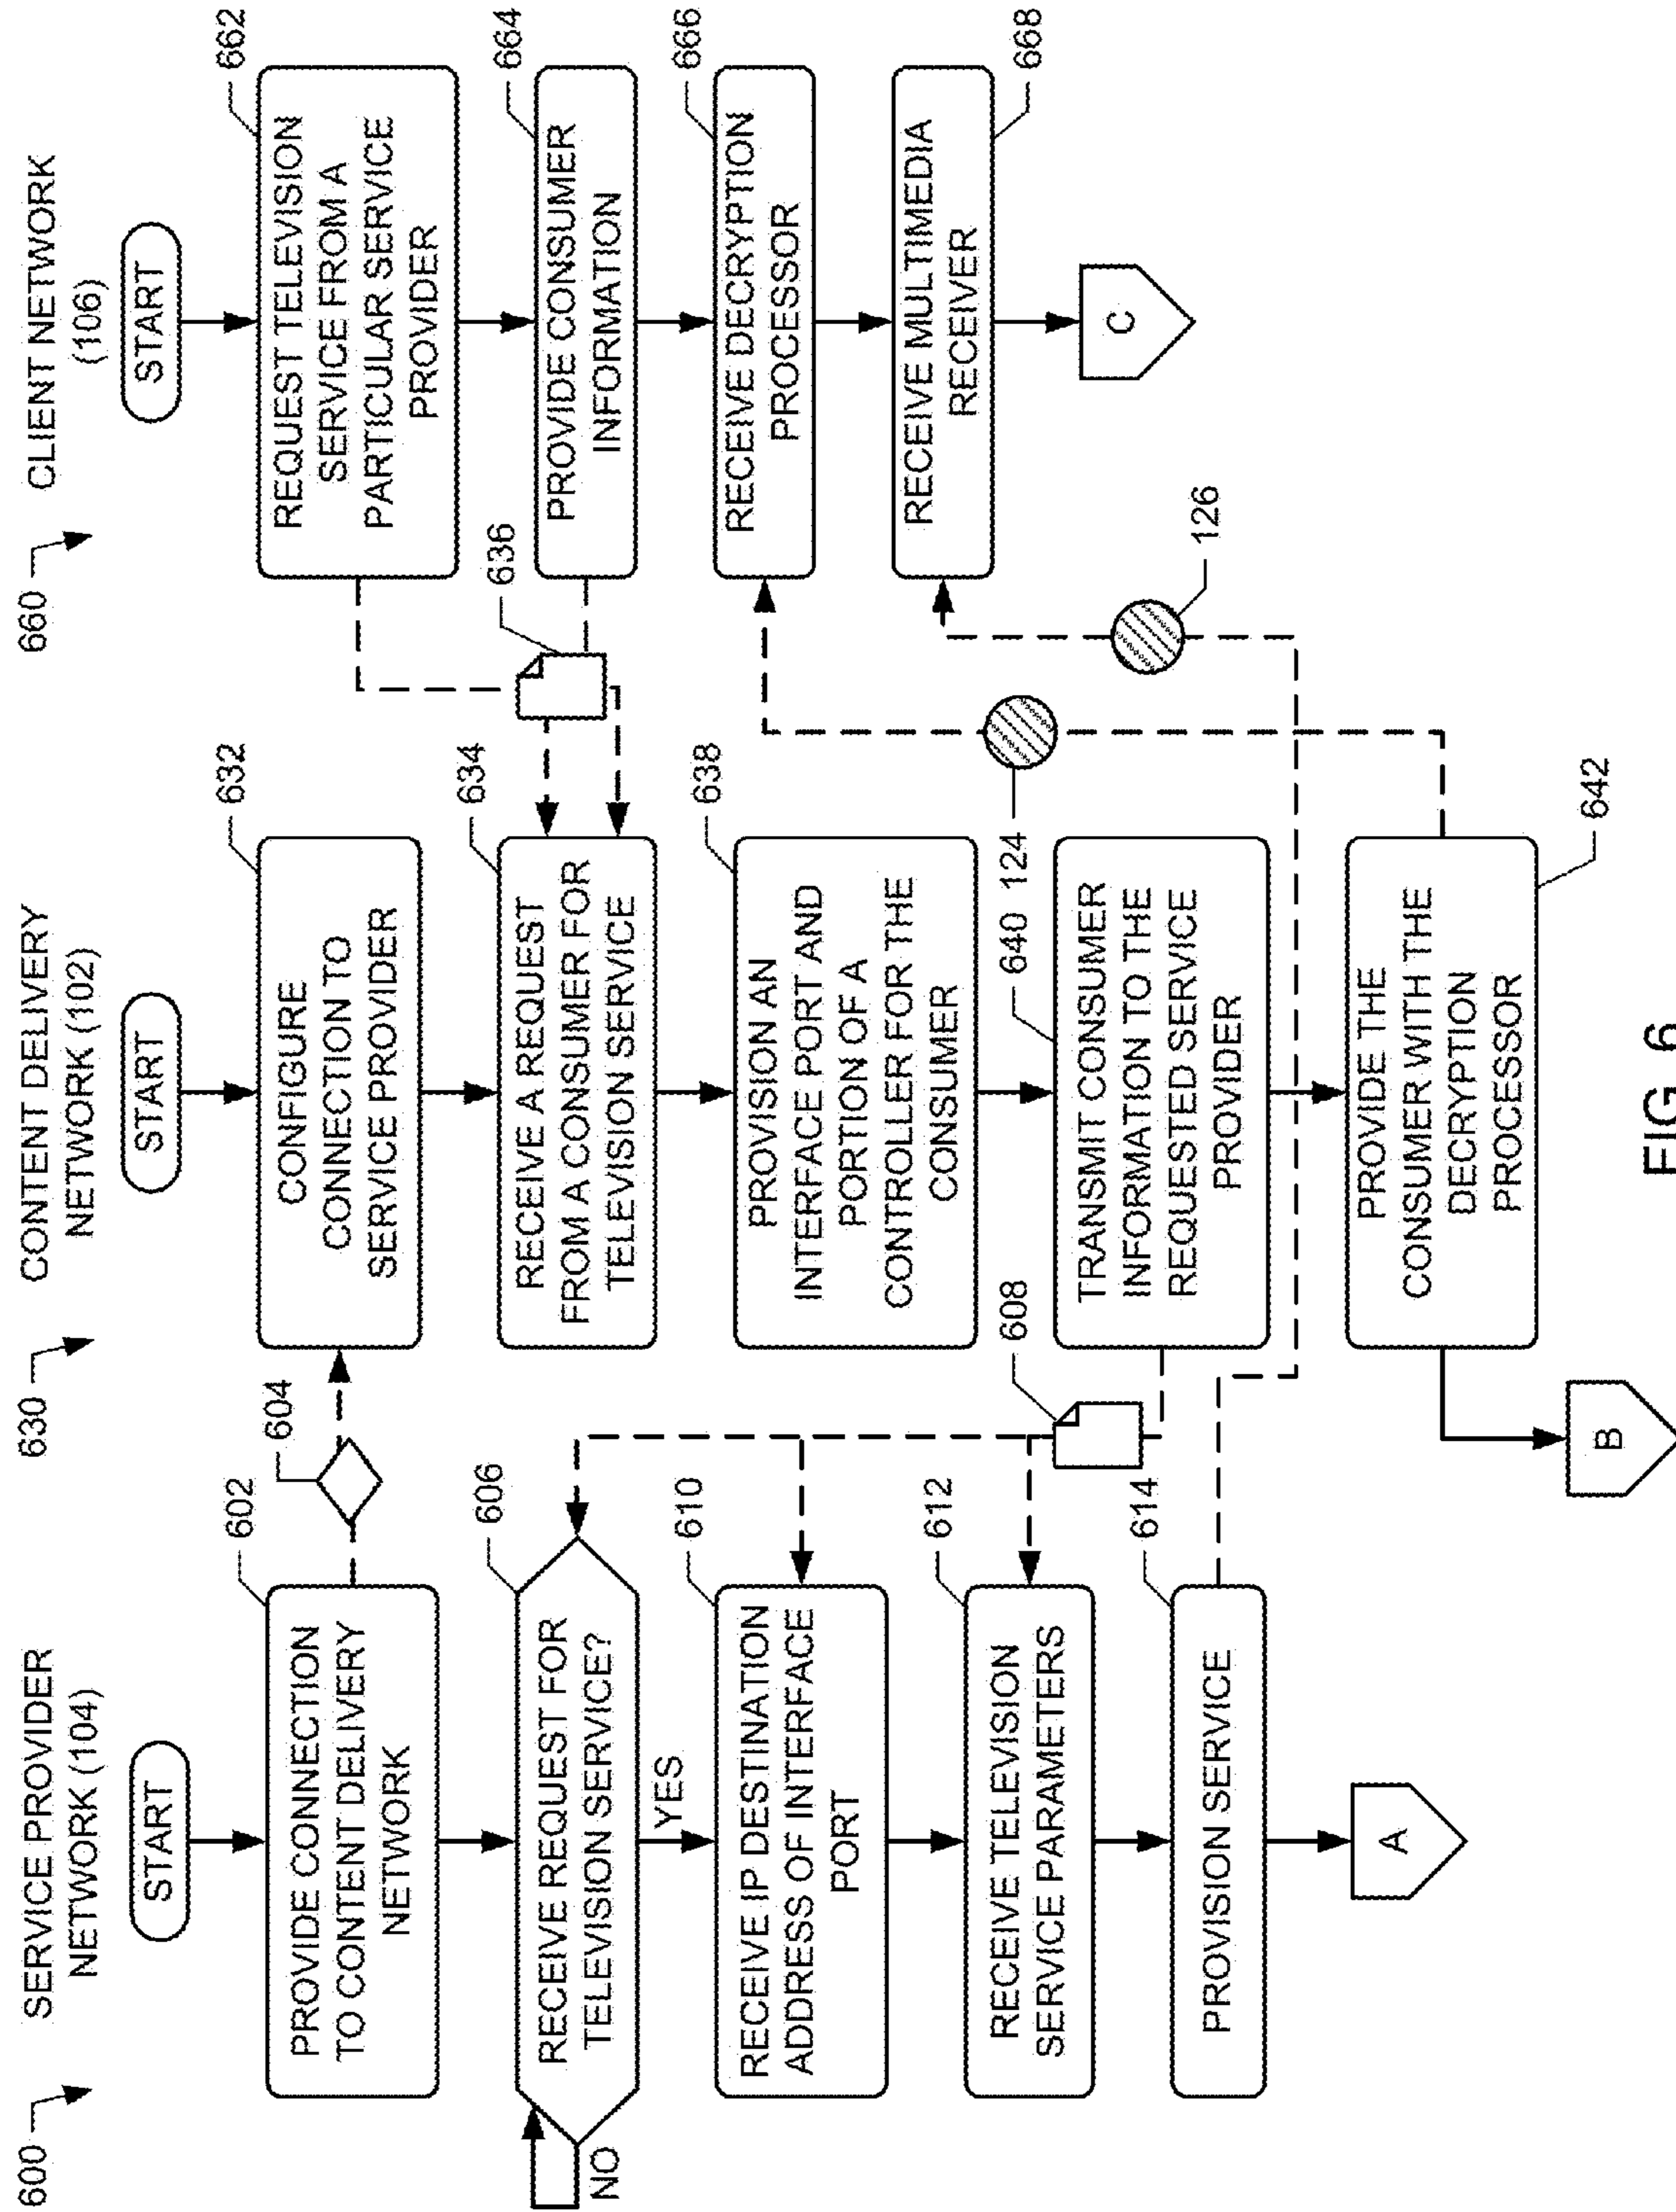 600
SERVICE PROVIDER
NETWORK (104)
START
602
PROVIDE CONNECTION
TO CONTENT DELIVERY
NETWORK
604
606
RECEIVE REQUEST FOR
TELEVISION SERVICE?
NO
YES
608
610
RECEIVE IP DESTINATION
ADDRESS OF INTERFACE
PORT
612
RECEIVE TELEVISION
SERVICE PARAMETERS
614
PROVISION SERVICE
A
630
CONTENT DELIVERY
NETWORK (102)
START
632
CONFIGURE
CONNECTION TO
SERVICE PROVIDER
634
RECEIVE A REQUEST
FROM A CONSUMER FOR
TELEVISION SERVICE
636
638
PROVISION AN
INTERFACE PORT AND
PORTION OF A
CONTROLLER FOR THE
CONSUMER
640
124
TRANSMIT CONSUMER
INFORMATION TO THE
REQUESTED SERVICE
PROVIDER
642
PROVIDE THE
CONSUMER WITH THE
DECRYPTION
PROCESSOR
B
660
CLIENT NETWORK
(106)
START
662
REQUEST TELEVISION
SERVICE FROM A
PARTICULAR SERVICE
PROVIDER
664
PROVIDE CONSUMER
INFORMATION
666
RECEIVE DECRYPTION
PROCESSOR
668
RECEIVE MULTIMEDIA
RECEIVER
126
C
FIG. 6